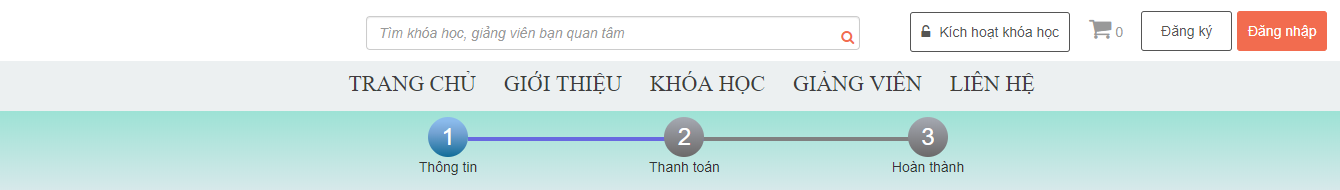 Tìm khóa học, giảng viên bạn quan tâm
Kích hoạt khóa học
0
Đăng ký
Đăng nhập
TRANG CHỦ GIỚI THIỆU KHÓA HỌC GIẢNG VIÊN LIÊN HỆ
1 2 3
Thông tin Thanh toán Hoàn thành